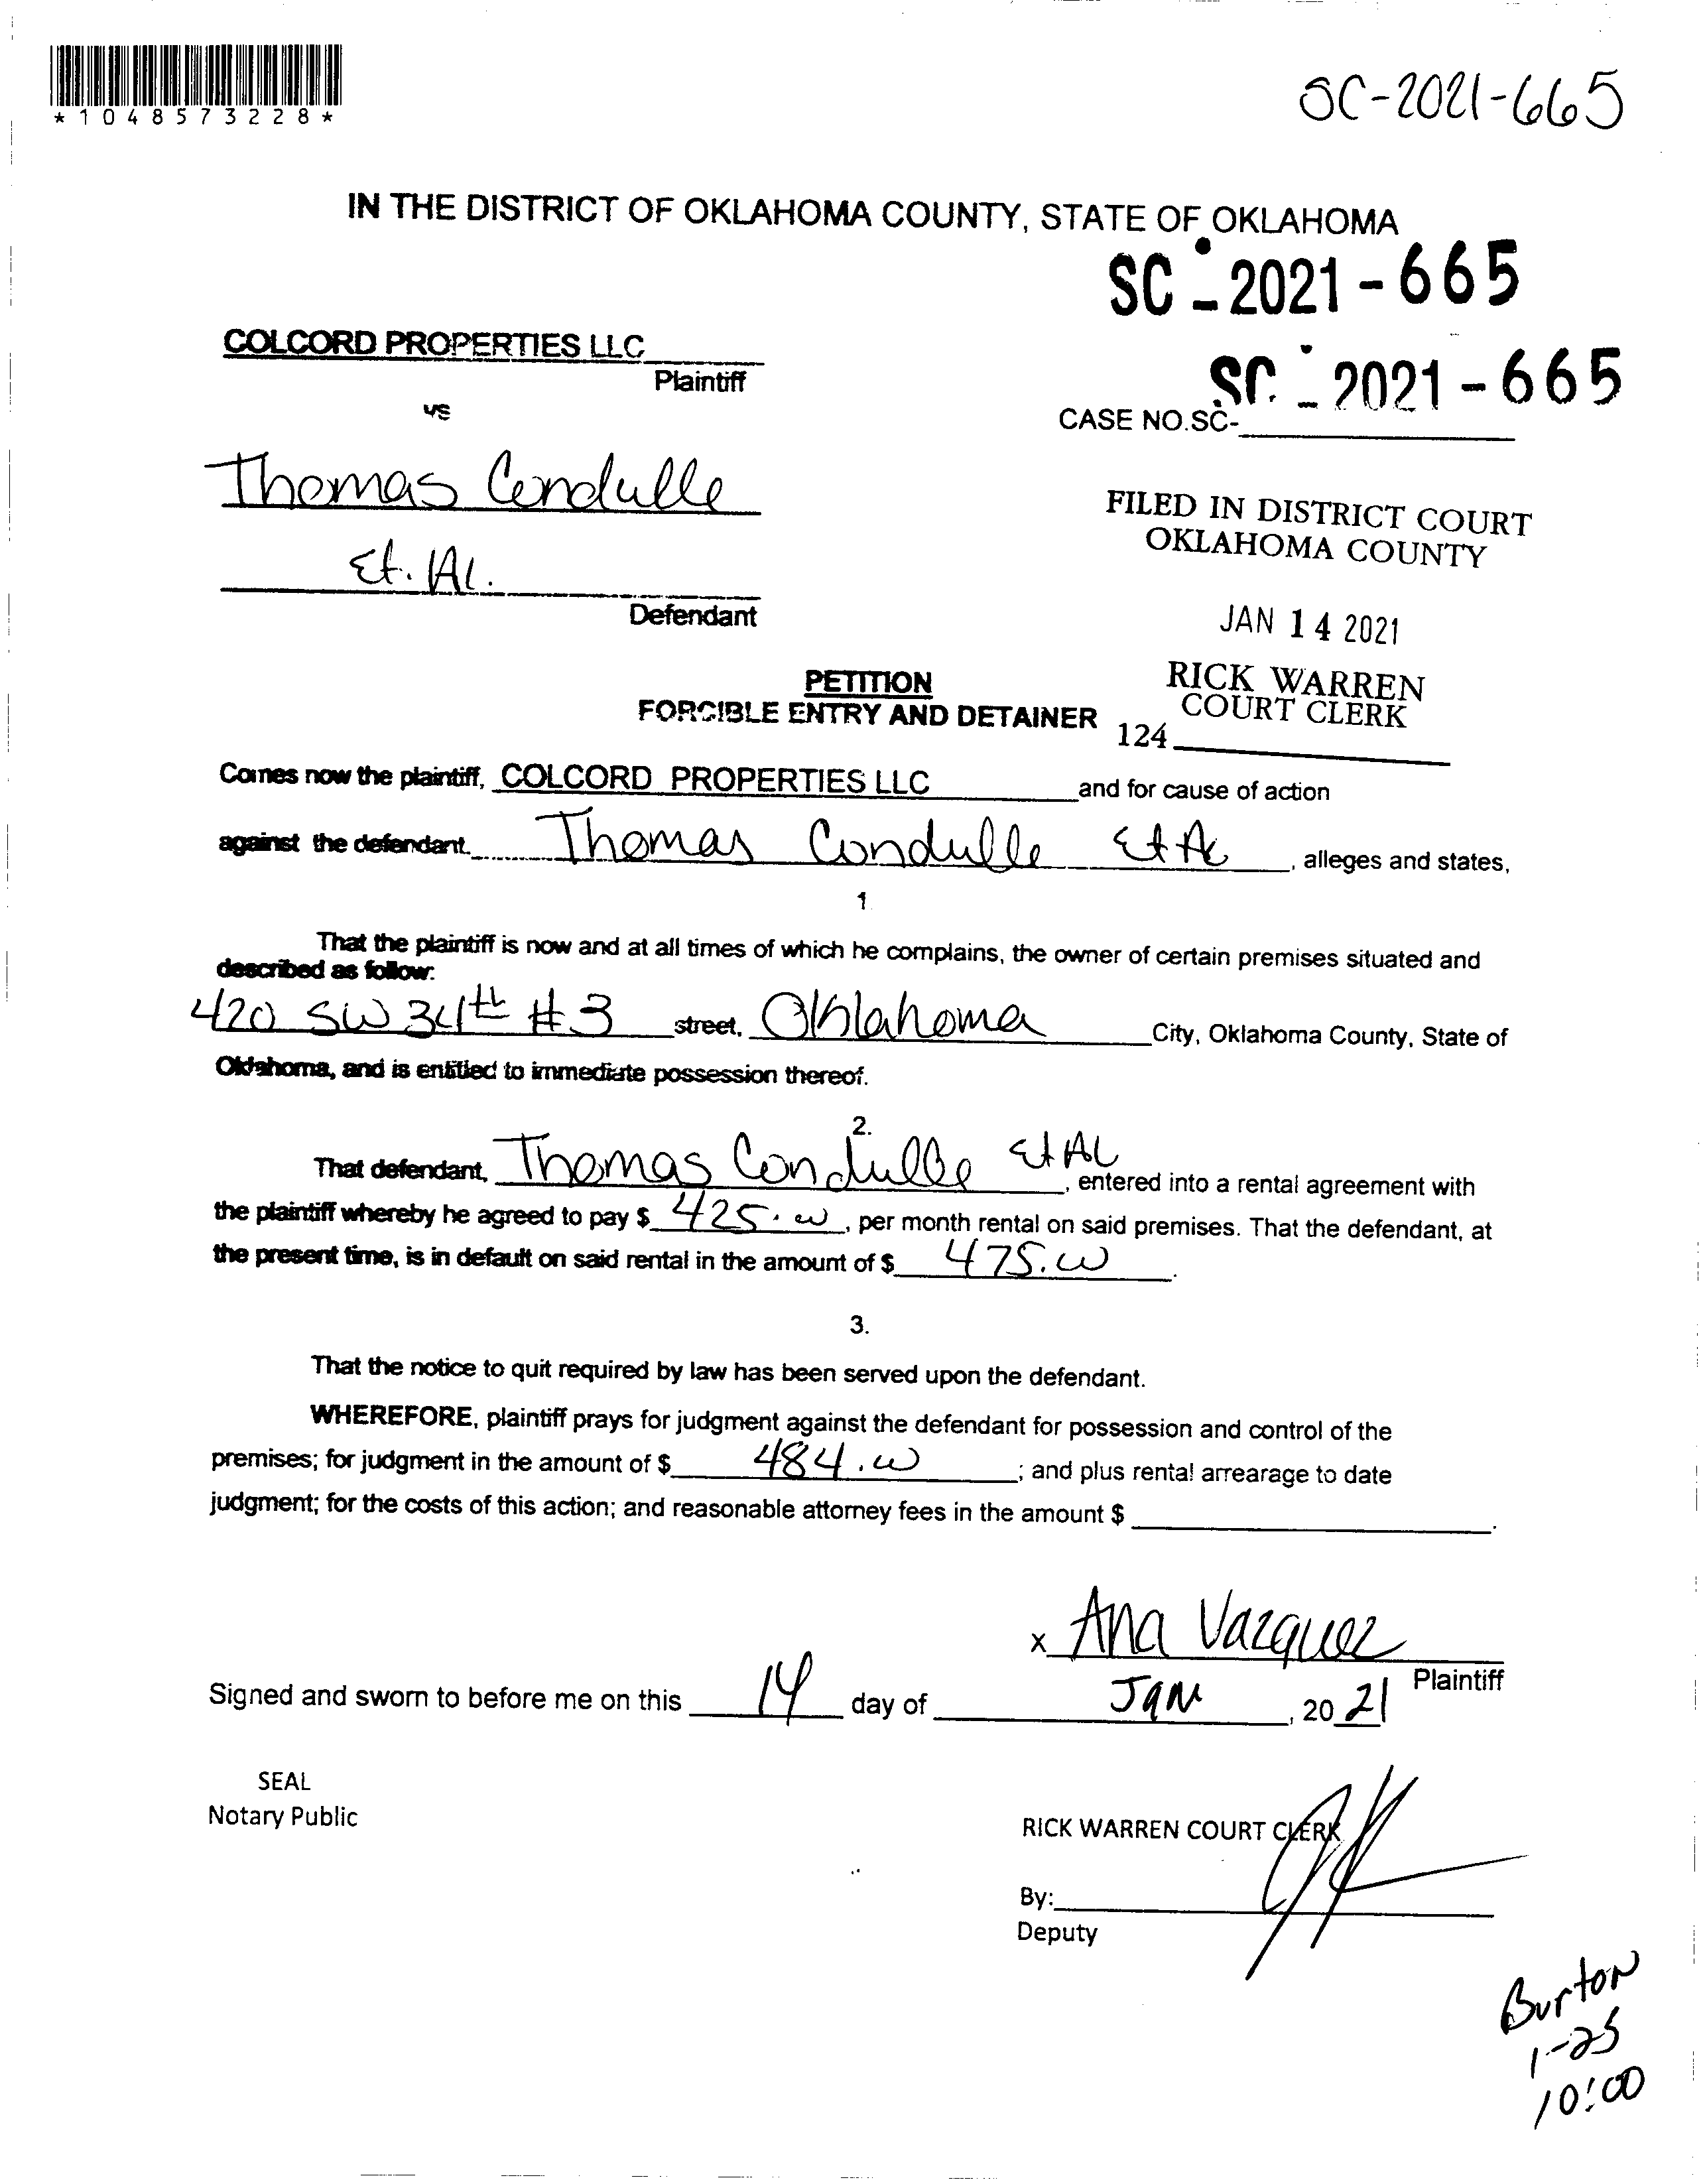 *1048573228*
SC-2021-665
IN THE DISTRICT OF OKLAHOMA COUNTY, STATE OF OKLAHOMA
SC - 2021 - 665
COLCORD PROPERTIES LLC
Plaintiff
SC - 2021 - 665
vs
CASE NO.SC-
Thomas Condulle
Et. Al.
Defendant
FILED IN DISTRICT COURT
OKLAHOMA COUNTY
JAN 14 2021
RICK WARREN
COURT CLERK
124
PETITION
FORCIBLE ENTRY AND DETAINER
Comes now the plaintiff, COLCORD PROPERTIES LLC and for cause of action
against the defendant. Thomas Condulle Et Al, alleges and states,
1
That the plaintiff is now and at all times of which he complains, the owner of certain premises situated and
described as follow:
420 SW 34th #3 street, Oklahoma City, Oklahoma County, State of
Oklahoma, and is entitled to immediate possession thereof.
2.
That defendant, Thomas Condulle Et Al, entered into a rental agreement with
the plaintiff whereby he agreed to pay $ 425.00, per month rental on said premises. That the defendant, at
the present time, is in default on said rental in the amount of $ 475.00.
3.
That the notice to quit required by law has been served upon the defendant.
WHEREFORE, plaintiff prays for judgment against the defendant for possession and control of the
premises; for judgment in the amount of $ 484.00; and plus rental arrearage to date
judgment; for the costs of this action; and reasonable attorney fees in the amount $ .
x Ana Vazquez
Plaintiff
Signed and sworn to before me on this 14 day of Jan, 20 21
SEAL
Notary Public
RICK WARREN COURT CLERK
By:
Deputy
Burton
1-25
10:00